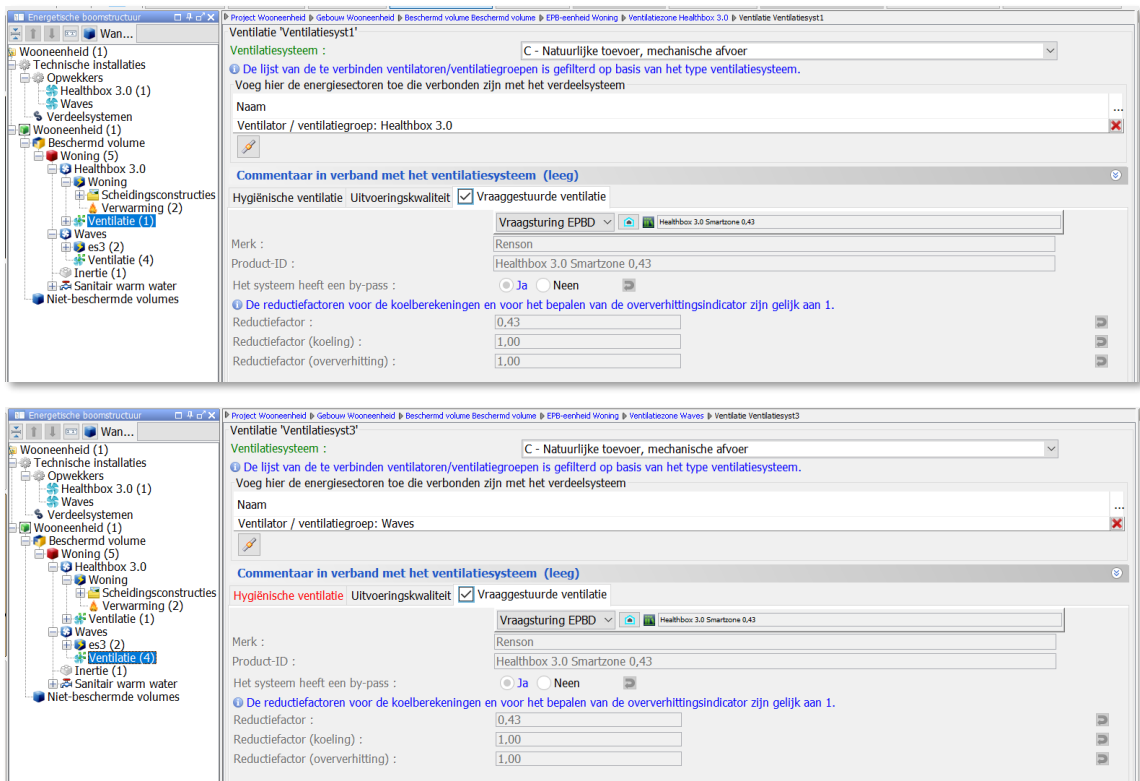 Energetische boomstructuur
Wan...
Wooneenheid (1)
Technische installaties
Opwekkers
Healthbox 3.0 (1)
Waves
Verdeelsystemen
Wooneenheid (1)
Beschermd volume
Woning (5)
Healthbox 3.0
Woning
Scheidingsconstructies
Verwarming (2)
Ventilatie (1)
Waves
es3 (2)
Ventilatie (4)
Inertie (1)
Sanitair warm water
Niet-beschermde volumes
Project Wooneenheid Gebouw Wooneenheid Beschermd volume Beschermd volume EPB-eenheid Woning Ventilatiezone Healthbox 3.0 Ventilatie Ventilatiesyst1
Ventilatie 'Ventilatiesyst1'
Ventilatiesysteem : C - Natuurlijke toevoer, mechanische afvoer
De lijst van de te verbinden ventilatoren/ventilatiegroepen is gefilterd op basis van het type ventilatiesysteem.
Voeg hier de energiesectoren toe die verbonden zijn met het verdeelsysteem
Naam ...
Ventilator / ventilatiegroep: Healthbox 3.0
Commentaar in verband met het ventilatiesysteem (leeg)
Hygiënische ventilatie Uitvoeringskwaliteit Vraaggestuurde ventilatie
Vraagsturing EPBD Healthbox 3.0 Smartzone 0,43
Merk : Renson
Product-ID : Healthbox 3.0 Smartzone 0,43
Het systeem heeft een by-pass : Ja Neen
De reductiefactoren voor de koelberekeningen en voor het bepalen van de oververhittingsindicator zijn gelijk aan 1.
Reductiefactor : 0,43
Reductiefactor (koeling) : 1,00
Reductiefactor (oververhitting) : 1,00
Energetische boomstructuur
Wan...
Wooneenheid (1)
Technische installaties
Opwekkers
Healthbox 3.0 (1)
Waves
Verdeelsystemen
Wooneenheid (1)
Beschermd volume
Woning (5)
Healthbox 3.0
Woning
Scheidingsconstructies
Verwarming (2)
Ventilatie (1)
Waves
es3 (2)
Ventilatie (4)
Inertie (1)
Sanitair warm water
Niet-beschermde volumes
Project Wooneenheid Gebouw Wooneenheid Beschermd volume Beschermd volume EPB-eenheid Woning Ventilatiezone Waves Ventilatie Ventilatiesyst3
Ventilatie 'Ventilatiesyst3'
Ventilatiesysteem : C - Natuurlijke toevoer, mechanische afvoer
De lijst van de te verbinden ventilatoren/ventilatiegroepen is gefilterd op basis van het type ventilatiesysteem.
Voeg hier de energiesectoren toe die verbonden zijn met het verdeelsysteem
Naam ...
Ventilator / ventilatiegroep: Waves
Commentaar in verband met het ventilatiesysteem (leeg)
Hygiënische ventilatie Uitvoeringskwaliteit Vraaggestuurde ventilatie
Vraagsturing EPBD Healthbox 3.0 Smartzone 0,43
Merk : Renson
Product-ID : Healthbox 3.0 Smartzone 0,43
Het systeem heeft een by-pass : Ja Neen
De reductiefactoren voor de koelberekeningen en voor het bepalen van de oververhittingsindicator zijn gelijk aan 1.
Reductiefactor : 0,43
Reductiefactor (koeling) : 1,00
Reductiefactor (oververhitting) : 1,00